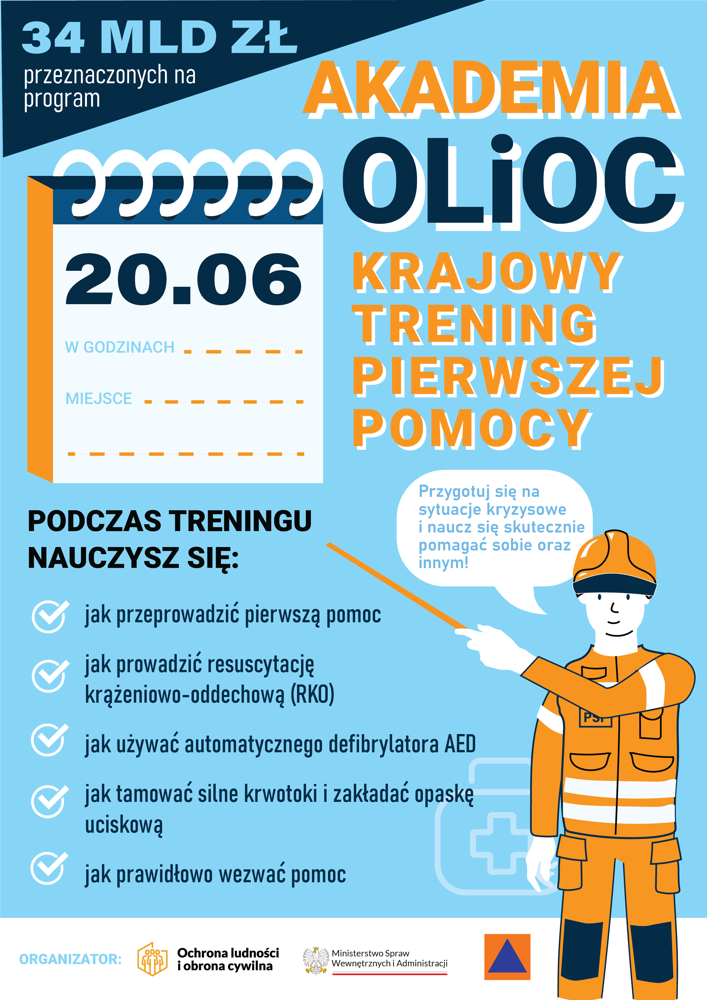 34 MLD ZŁ
przeznaczonych na
program
AKADEMIA
OLiOC
KRAJOWY
TRENING
PIERWSZEJ
POMOCY
20.06
W GODZINACH
MIEJSCE
Przygotuj się na
sytuacje kryzysowe
i naucz się skutecznie
pomagać sobie oraz
innym!
PODCZAS TRENINGU
NAUCZYSZ SIĘ:
jak przeprowadzić pierwszą pomoc
jak prowadzić resuscytację
krążeniowo-oddechową (RKO)
jak używać automatycznego defibrylatora AED
jak tamować silne krwotoki i zakładać opaskę
uciskową
jak prawidłowo wezwać pomoc
ORGANIZATOR:
Ochrona ludności
i obrona cywilna
Ministerstwo Spraw
Wewnętrznych i Administracji